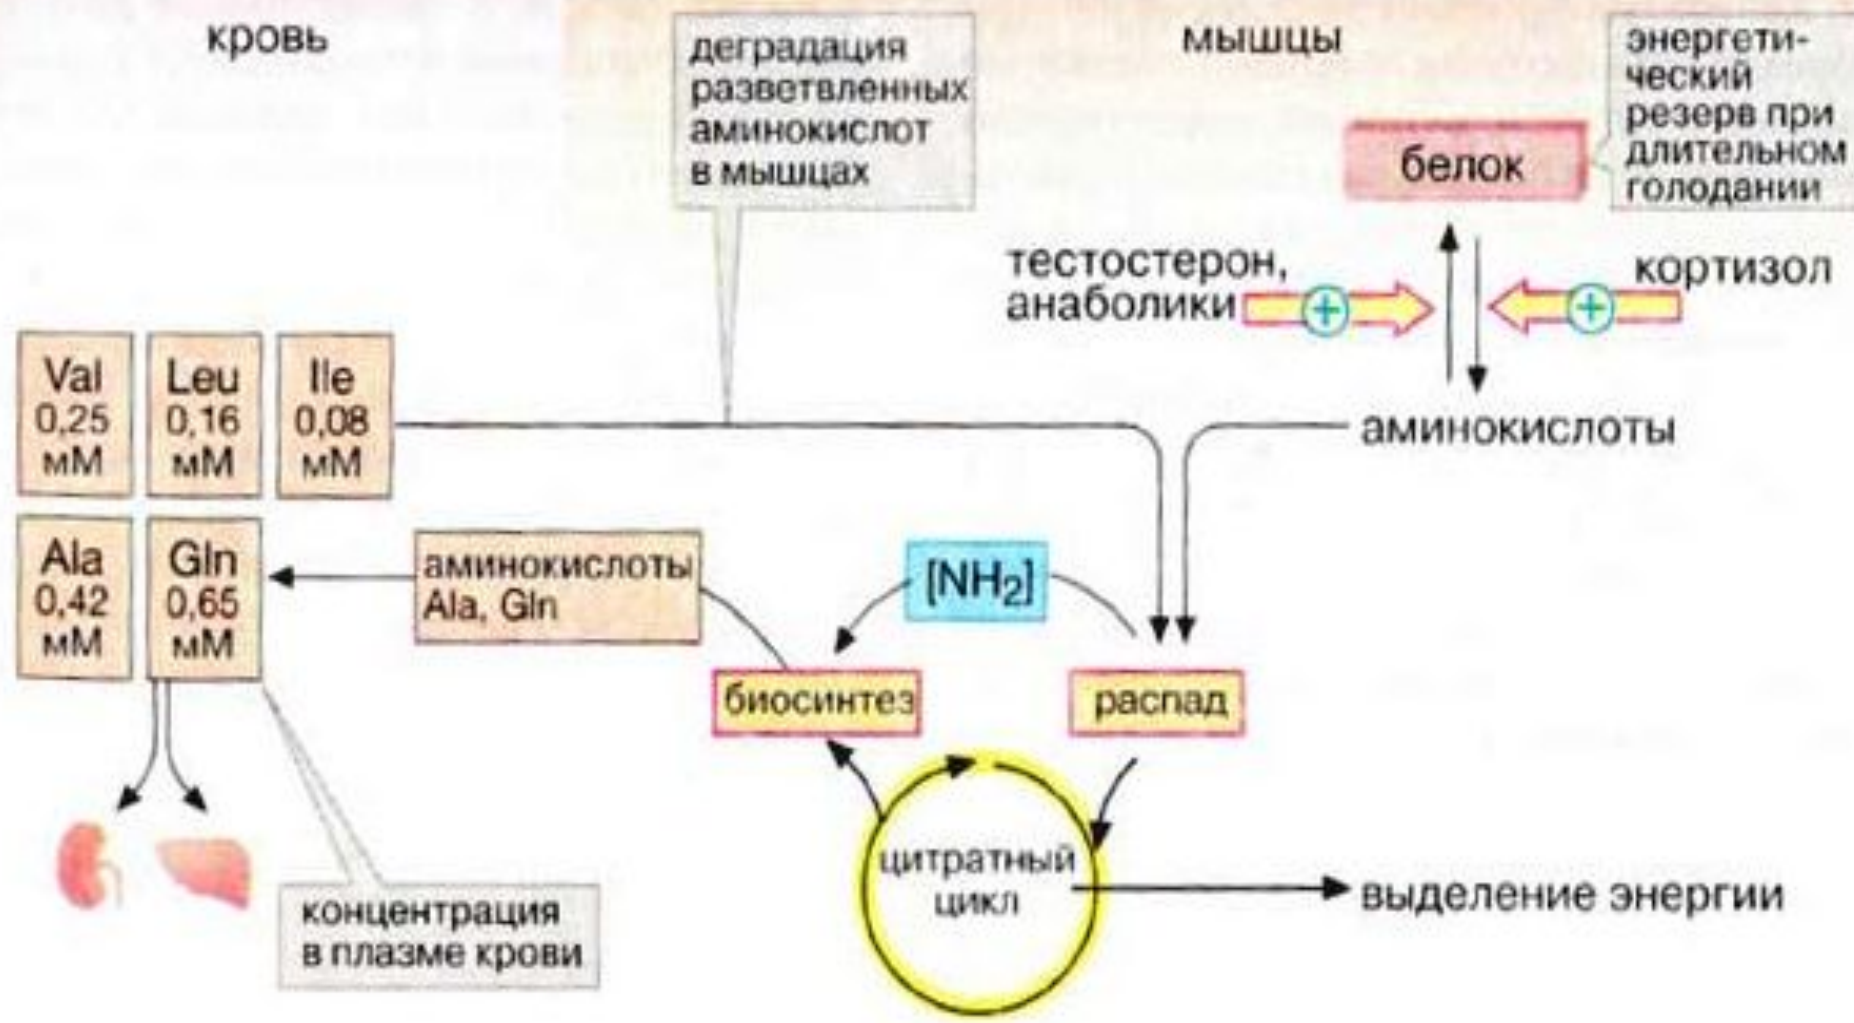 кровь
деградация
разветвленных
аминокислот
в мышцах
мышцы
энергети-
ческий
резерв при
длительном
голодании
белок
тестостерон,
анаболики
+
+
кортизол
Val
0,25
мМ
Leu
0,16
мМ
Ile
0,08
мМ
аминокислоты
Ala
0,42
мМ
Gln
0,65
мМ
аминокислоты
Ala, Gln
[NH₂]
биосинтез
распад
цитратный
цикл
выделение энергии
концентрация
в плазме крови